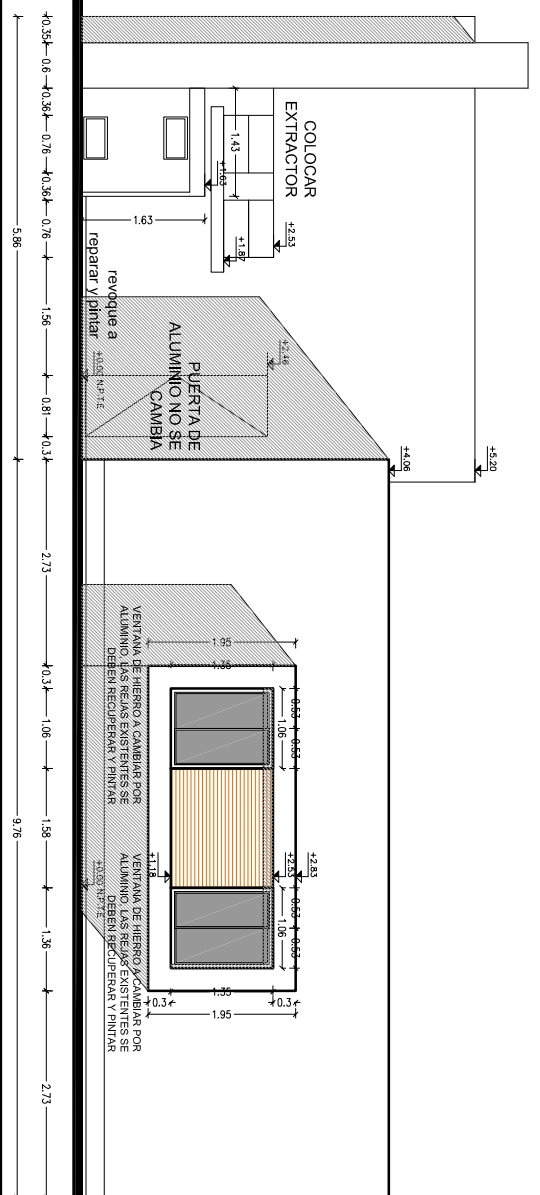 COLOCAR
EXTRACTOR
+5.20
+4.06
+2.53
+1.87
+1.63
1.43
1.63
+2.46
PUERTA DE
ALUMINIO NO SE
CAMBIA
revoque a
reparar y pintar
+0.00 N.P.T.E
+2.83
+2.53
+1.18
0.53
0.53
1.06
0.53
0.53
1.06
1.95
1.35
1.35
0.3
0.3
1.95
VENTANA DE HIERRO A CAMBIAR POR
ALUMINIO, LAS REJAS EXISTENTES SE
DEBEN RECUPERAR Y PINTAR
VENTANA DE HIERRO A CAMBIAR POR
ALUMINIO, LAS REJAS EXISTENTES SE
DEBEN RECUPERAR Y PINTAR
+0.00 N.P.T.E
0.35
0.6
0.36
0.76
0.36
0.76
1.56
0.81
0.3
2.73
0.3
1.06
1.58
1.36
2.73
5.86
9.76